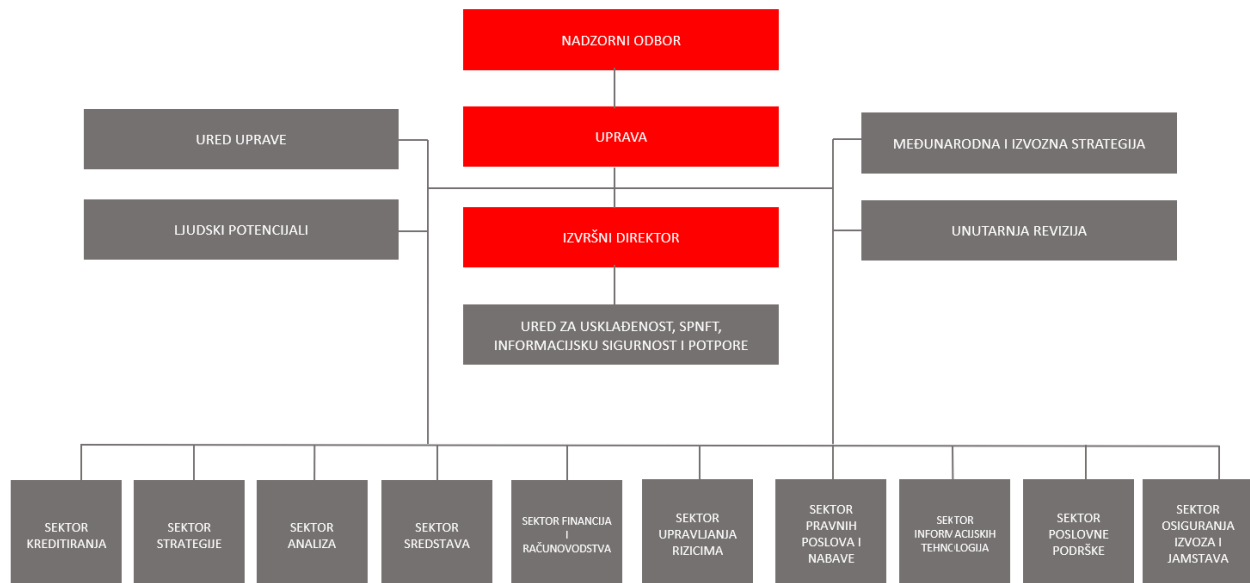 NADZORNI ODBOR
URED UPRAVE
UPRAVA
MEĐUNARODNA I IZVOZNA STRATEGIJA
LJUDSKI POTENCIJALI
IZVRŠNI DIREKTOR
UNUTARNJA REVIZIJA
URED ZA USKLAĐENOST, SPNFT,
INFORMACIJSKU SIGURNOST I POTPORE
SEKTOR
KREDITIRANJA
SEKTOR
STRATEGIJE
SEKTOR
ANALIZA
SEKTOR
SREDSTAVA
SEKTOR FINANCIJA
I
RAČUNOVODSTVA
SEKTOR
UPRAVLJANJA
RIZICIMA
SEKTOR
PRAVNIH
POSLOVA I
NABAVE
SEKTOR
INFORMACIJSKIH
TEHNOLOGIJA
SEKTOR
POSLOVNE
PODRŠKE
SEKTOR
OSIGURANJA
IZVOZA I
JAMSTAVA